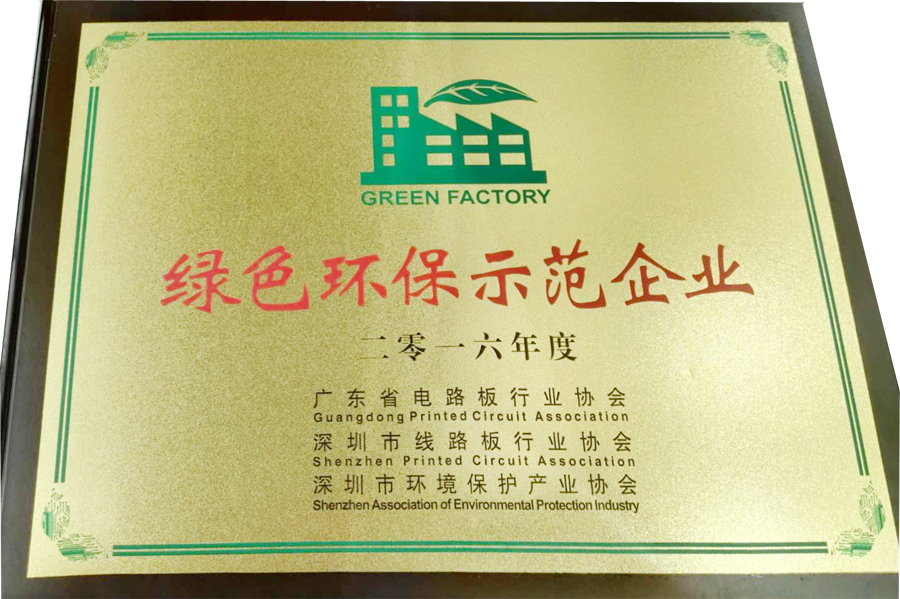 GREEN FACTORY
绿色环保示范企业
二零一六年度
广东省电路板行业协会
Guangdong Printed Circuit Association
深圳市线路板行业协会
Shenzhen Printed Circuit Association
深圳市环境保护产业协会
Shenzhen Association of Environmental Protection Industry